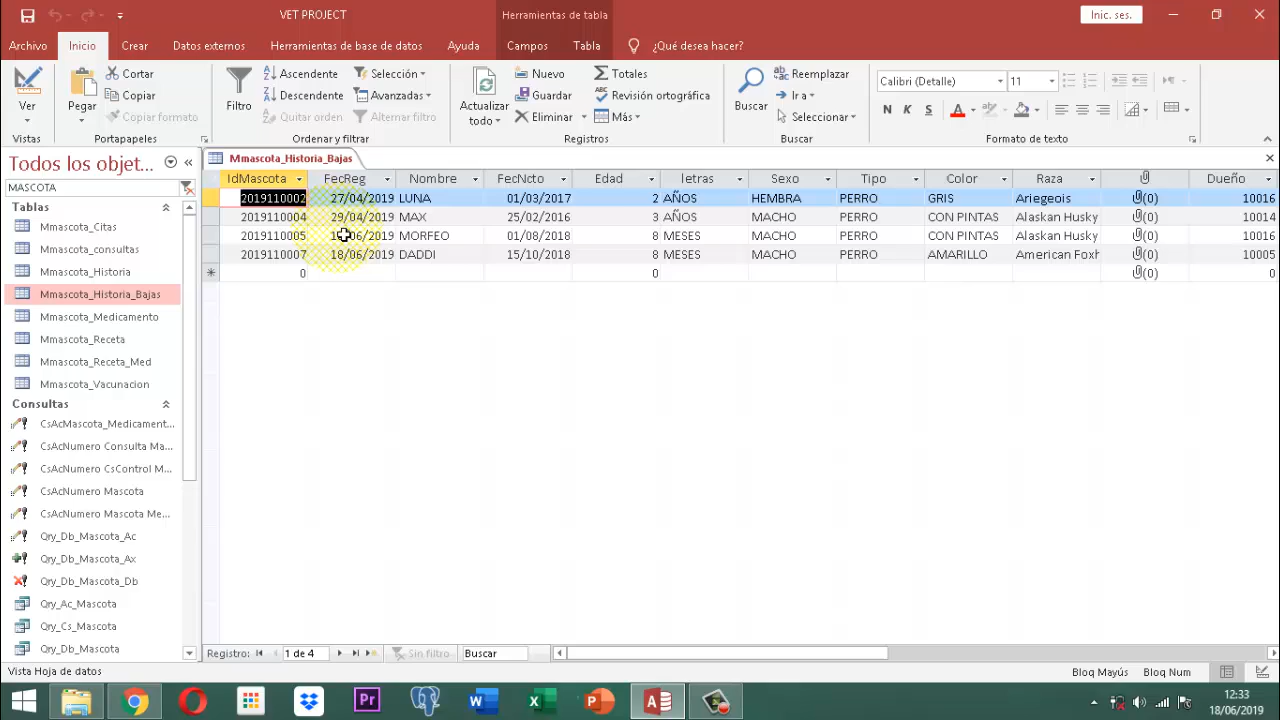 VET PROJECT
Herramientas de tabla
Inic. ses.
Archivo Inicio Crear Datos externos Herramientas de base de datos Ayuda Campos Tabla ¿Qué desea hacer?
Ver
Vistas
Pegar
Cortar
Copiar
Copiar formato
Portapapeles
Filtro
Ascendente
Descendente
Quitar orden
Selección
Avanzadas
Alternar filtro
Ordenar y filtrar
Actualizar todo
Nuevo
Guardar
Eliminar
Totales
Revisión ortográfica
Más
Registros
Buscar
Reemplazar
Ir a
Seleccionar
Buscar
Calibri (Detalle) 11
N K S A
Formato de texto
Todos los objet...
MASCOTA
Tablas
Mmascota_Citas
Mmascota_consultas
Mmascota_Historia
Mmascota_Historia_Bajas
Mmascota_Medicamento
Mmascota_Receta
Mmascota_Receta_Med
Mmascota_Vacunacion
Consultas
CsAcMascota_Medicament...
CsAcNumero Consulta Ma...
CsAcNumero CsControl M...
CsAcNumero Mascota
CsAcNumero Mascota Me...
Qry_Db_Mascota_Ac
Qry_Db_Mascota_Ax
Qry_Db_Mascota_Db
Qry_Ac_Mascota
Qry_Cs_Mascota
Qry_Db_Mascota
Mmascota_Historia_Bajas
IdMascota FecReg Nombre FecNcto Edad letras Sexo Tipo Color Raza Dueño
2019110002 27/04/2019 LUNA 01/03/2017 2 AÑOS HEMBRA PERRO GRIS Ariegeois (0) 10016
2019110004 29/04/2019 MAX 25/02/2016 3 AÑOS MACHO PERRO CON PINTAS Alaskan Husky (0) 10014
2019110005 /06/2019 MORFEO 01/08/2018 8 MESES MACHO PERRO CON PINTAS Alaskan Husky (0) 10016
2019110007 18/06/2019 DADDI 15/10/2018 8 MESES MACHO PERRO AMARILLO American Foxh (0) 10005
* 0 0 (0) 0
Registro: 1 de 4 Sin filtro Buscar
Vista Hoja de datos Bloq Mayús Bloq Num
12:33
18/06/2019